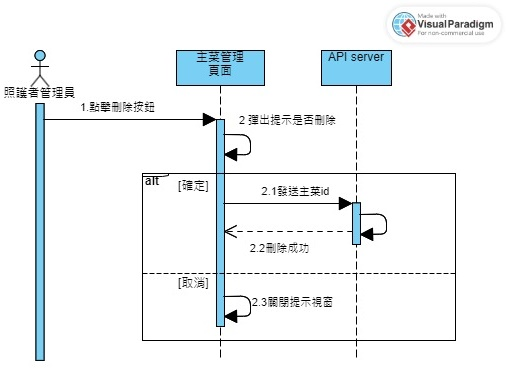 Made with
VisualParadigm
For non-commercial use
主菜管理
頁面
API server
照護者管理員
1.點擊刪除按鈕
2 彈出提示是否刪除
alt
[確定]
2.1發送主菜id
2.2刪除成功
[取消]
2.3關閉提示視窗